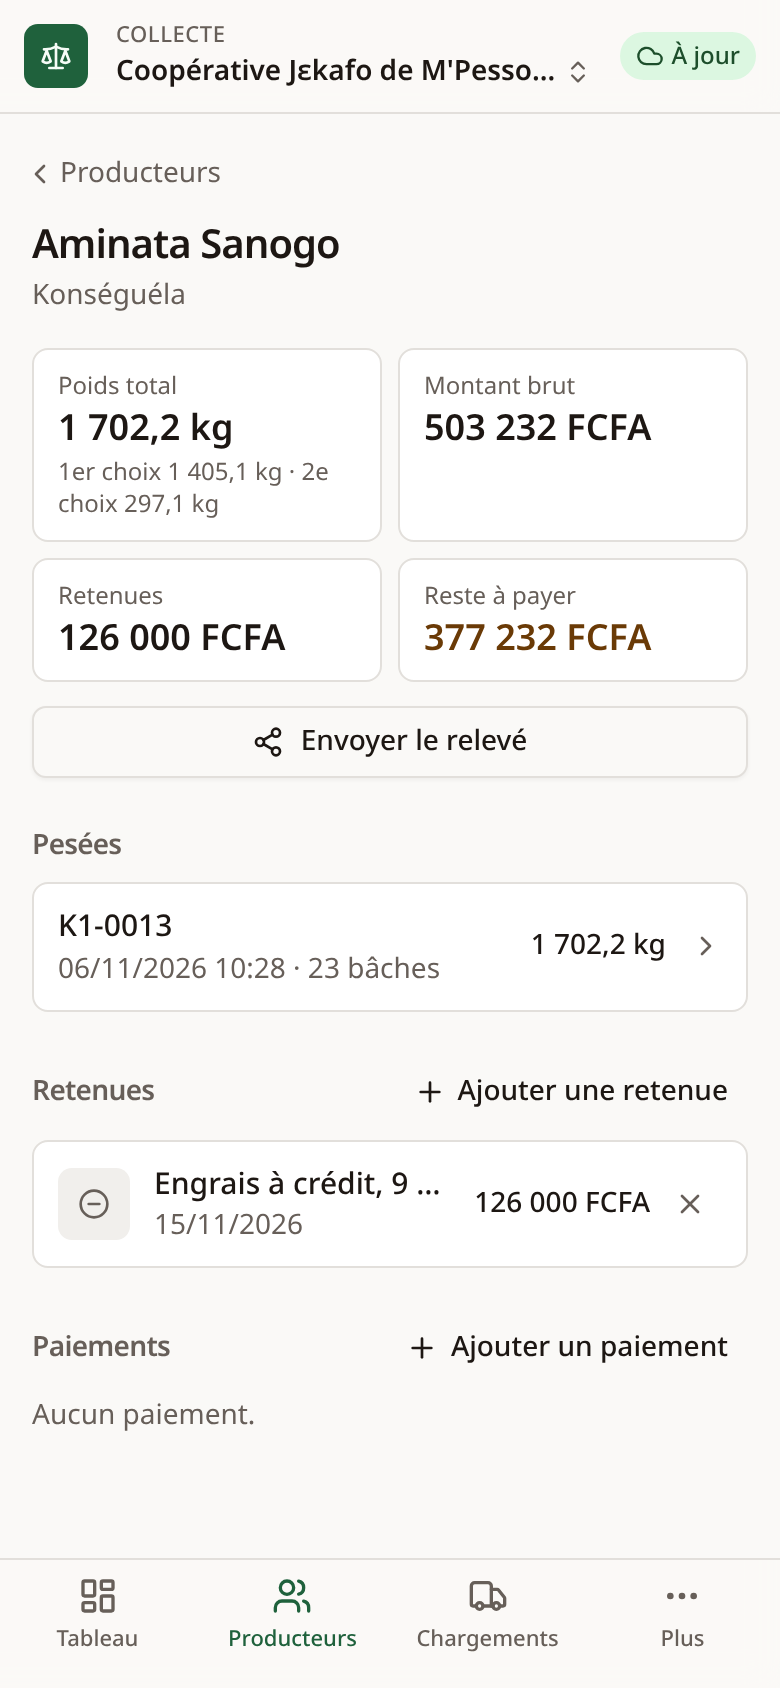 COLLECTE
Coopérative Jɛkafo de M'Pesso...
À jour
Producteurs
Aminata Sanogo
Konséguéla
Poids total
1 702,2 kg
1er choix 1 405,1 kg · 2e
choix 297,1 kg
Montant brut
503 232 FCFA
Retenues
126 000 FCFA
Reste à payer
377 232 FCFA
Envoyer le relevé
Pesées
K1-0013
06/11/2026 10:28 · 23 bâches
1 702,2 kg
Retenues
Ajouter une retenue
Engrais à crédit, 9 ...
15/11/2026
126 000 FCFA
Paiements
Ajouter un paiement
Aucun paiement.
Tableau
Producteurs
Chargements
Plus